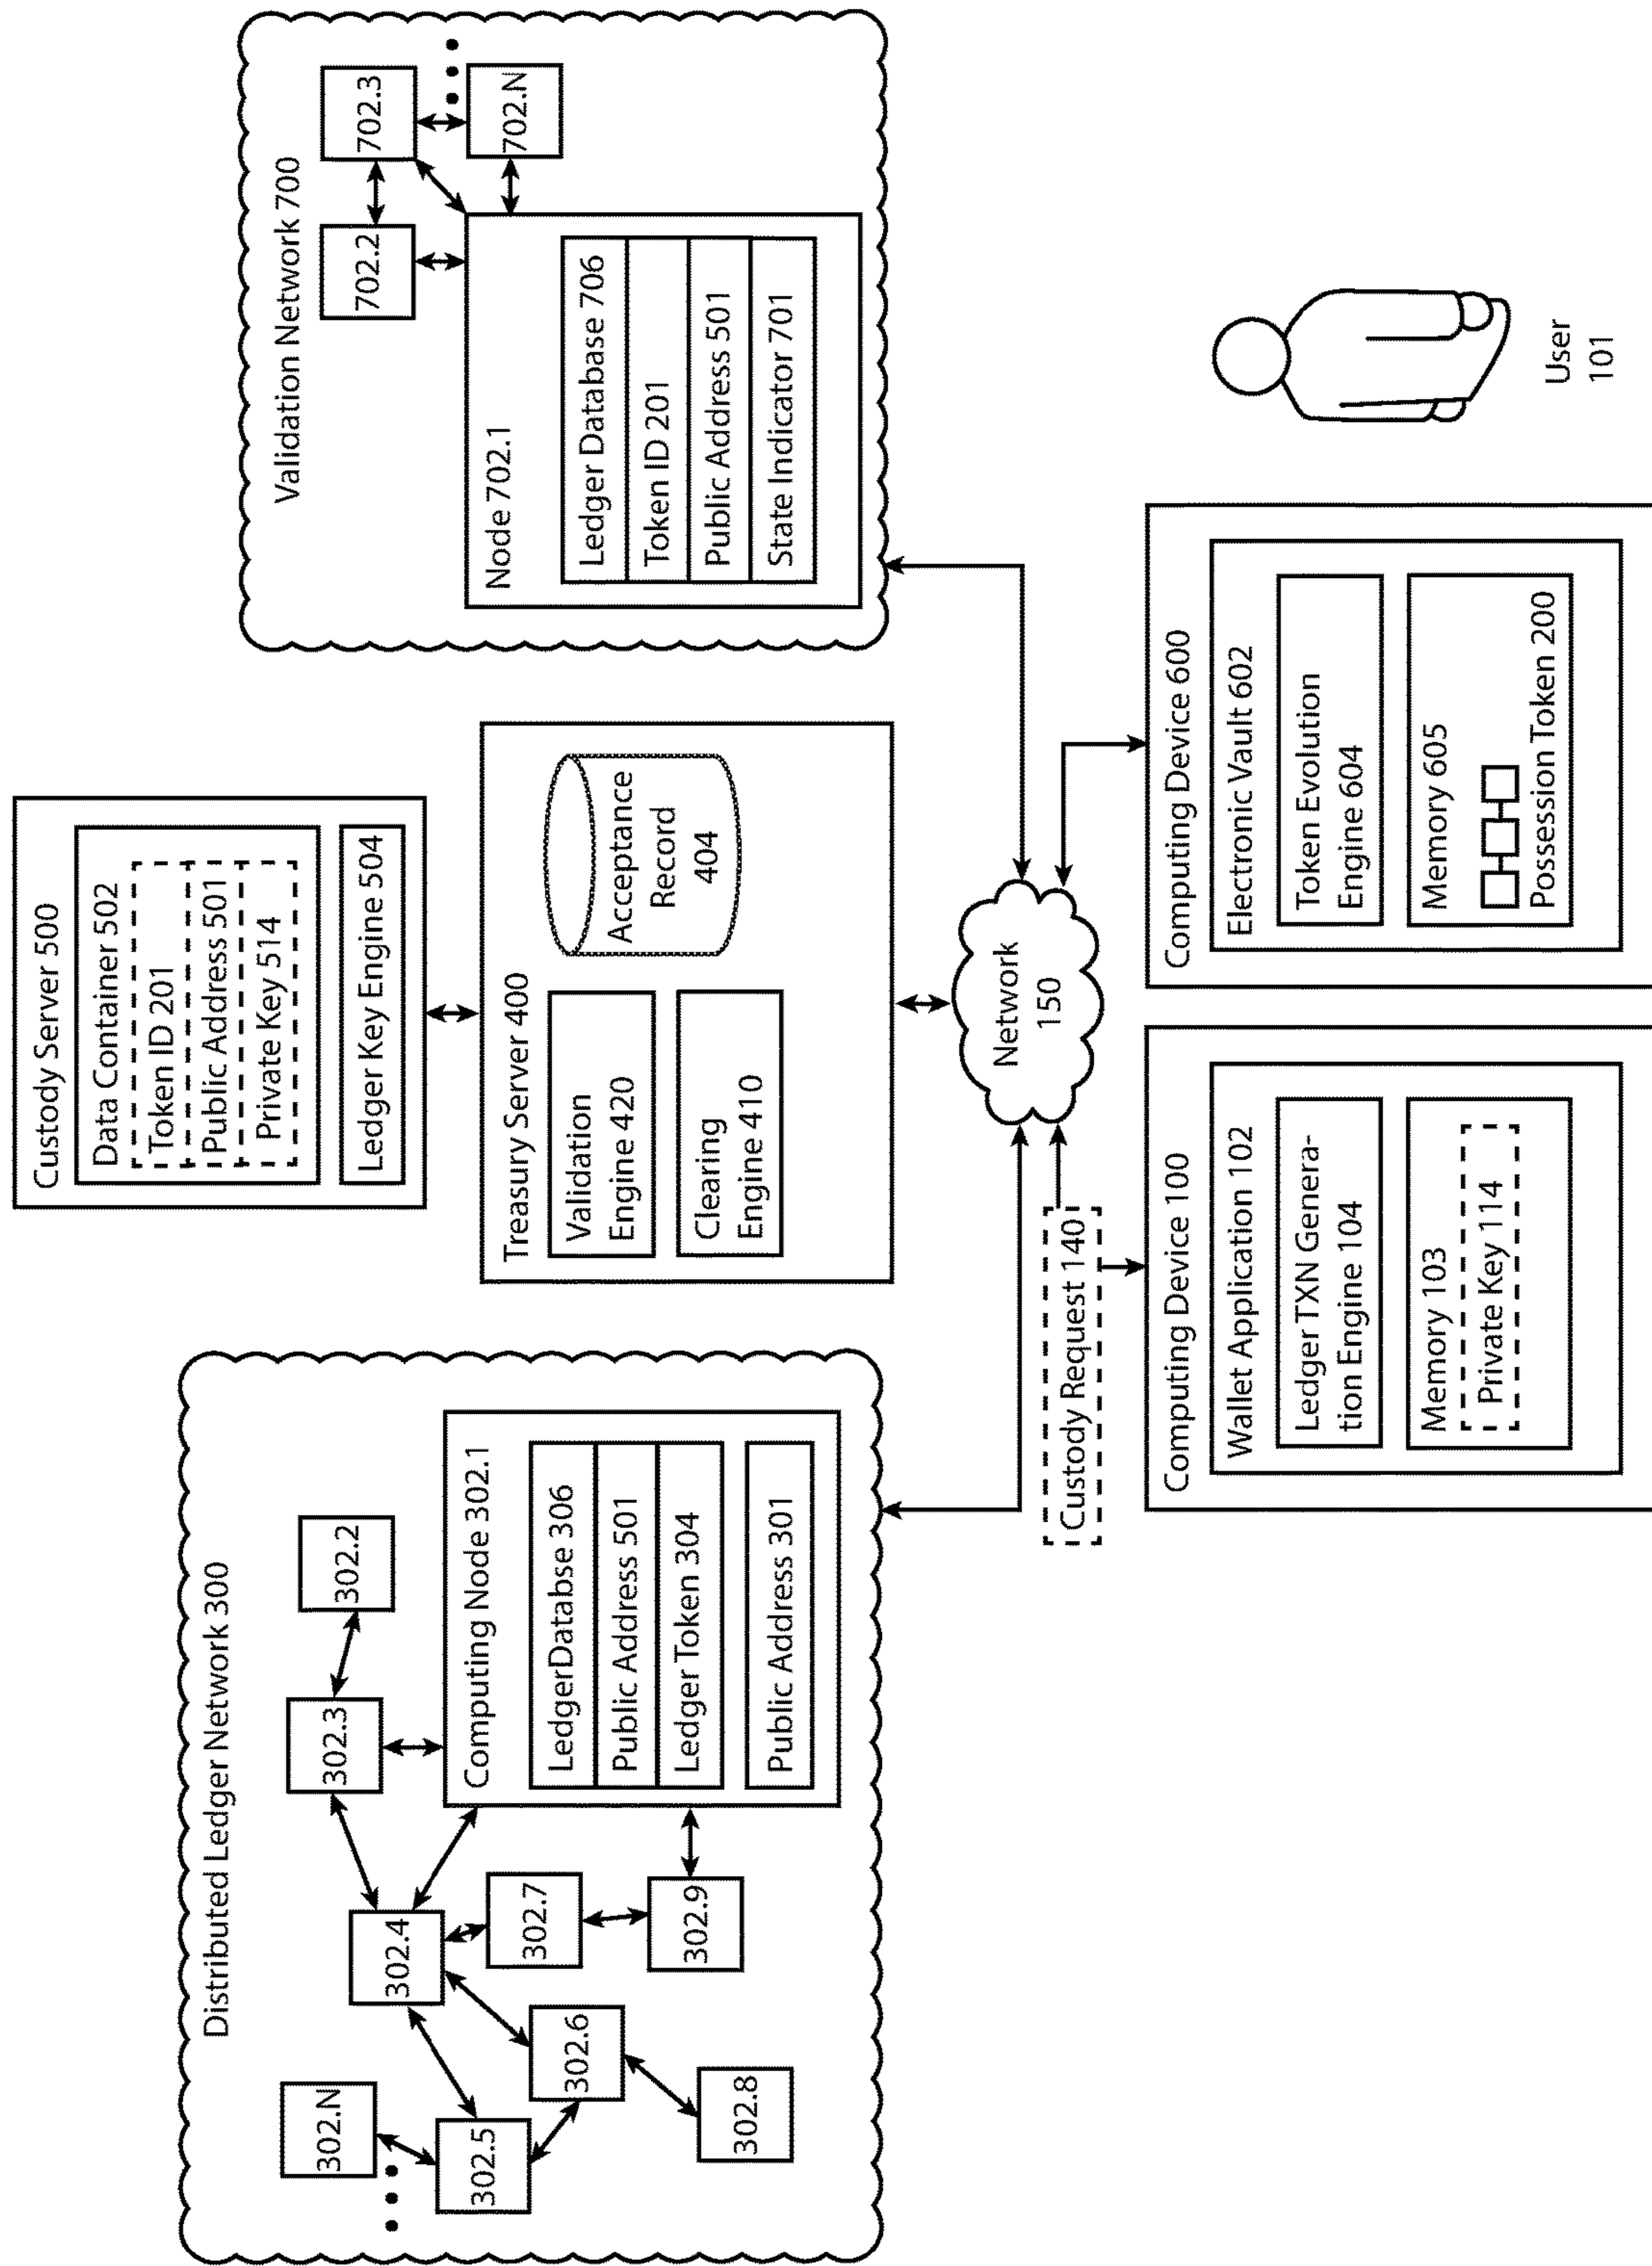 Distributed Ledger Network 300
302.N
302.5
302.6
302.8
302.4
302.7
302.9
302.3
302.2
Computing Node 302.1
LedgerDatabse 306
Public Address 501
Ledger Token 304
Public Address 301
Custody Server 500
Data Container 502
Token ID 201
Public Address 501
Private Key 514
Ledger Key Engine 504
Treasury Server 400
Validation
Engine 420
Clearing
Engine 410
Acceptance
Record
404
Validation Network 700
702.2
702.3
702.N
Node 702.1
Ledger Database 706
Token ID 201
Public Address 501
State Indicator 701
Network
150
Custody Request 140
Computing Device 100
Wallet Application 102
Ledger TXN Genera-
tion Engine 104
Memory 103
Private Key 114
Computing Device 600
Electronic Vault 602
Token Evolution
Engine 604
Memory 605
Possession Token 200
User
101